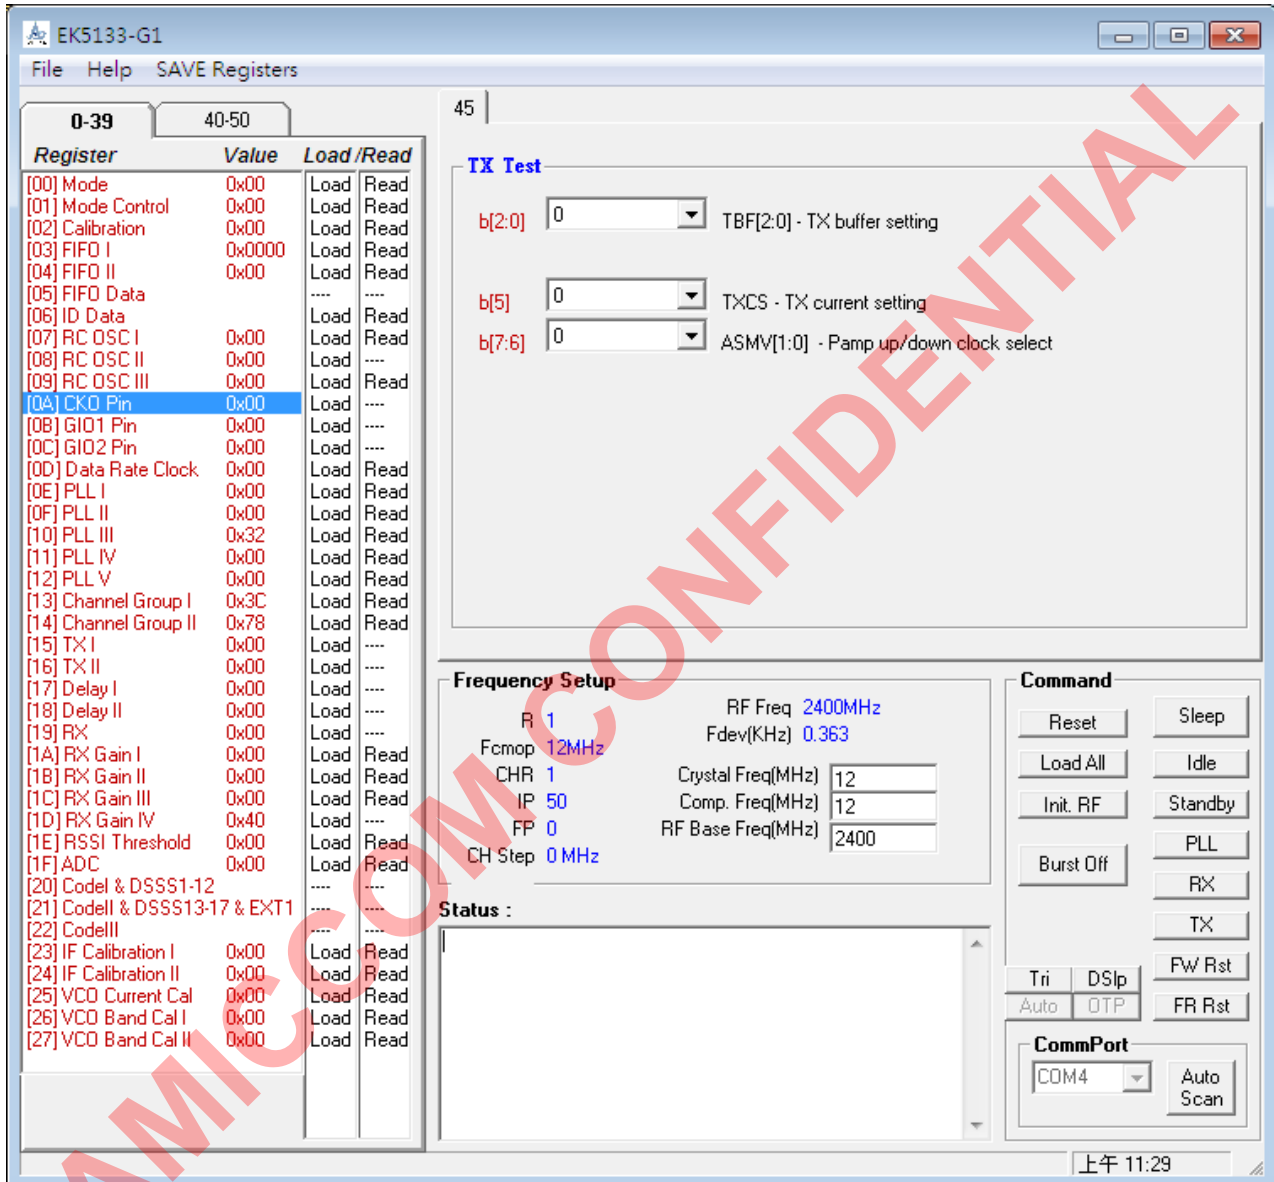 EK5133-G1
File Help SAVE Registers
0-39 40-50
Register Value Load /Read
[00] Mode 0x00 Load Read
[01] Mode Control 0x00 Load Read
[02] Calibration 0x00 Load Read
[03] FIFO I 0x0000 Load Read
[04] FIFO II 0x00 Load Read
[05] FIFO Data ---- ----
[06] ID Data Load Read
[07] RC OSC I 0x00 Load Read
[08] RC OSC II 0x00 Load ----
[09] RC OSC III 0x00 Load Read
[0A] CKO Pin 0x00 Load ----
[0B] GIO1 Pin 0x00 Load ----
[0C] GIO2 Pin 0x00 Load ----
[0D] Data Rate Clock 0x00 Load Read
[0E] PLL I 0x00 Load Read
[0F] PLL II 0x00 Load Read
[10] PLL III 0x32 Load Read
[11] PLL IV 0x00 Load Read
[12] PLL V 0x00 Load Read
[13] Channel Group I 0x3C Load Read
[14] Channel Group II 0x78 Load Read
[15] TX I 0x00 Load ----
[16] TX II 0x00 Load ----
[17] Delay I 0x00 Load ----
[18] Delay II 0x00 Load ----
[19] RX 0x00 Load ----
[1A] RX Gain I 0x00 Load Read
[1B] RX Gain II 0x00 Load Read
[1C] RX Gain III 0x00 Load Read
[1D] RX Gain IV 0x40 Load ----
[1E] RSSI Threshold 0x00 Load Read
[1F] ADC 0x00 Load Read
[20] CodeI & DSSS1-12 ---- ----
[21] CodeII & DSSS13-17 & EXT1 ---- ----
[22] CodeIII ---- ----
[23] IF Calibration I 0x00 Load Read
[24] IF Calibration II 0x00 Load Read
[25] VCO Current Cal 0x00 Load Read
[26] VCO Band Cal I 0x00 Load Read
[27] VCO Band Cal II 0x00 Load Read
45
TX Test
b[2:0] 0 TBF[2:0] - TX buffer setting
b[5] 0 TXCS - TX current setting
b[7:6] 0 ASMV[1:0] - Pamp up/down clock select
Frequency Setup
R 1
Fcmop 12MHz
CHR 1
IP 50
FP 0
CH Step 0 MHz
RF Freq 2400MHz
Fdev(KHz) 0.363
Crystal Freq(MHz) 12
Comp. Freq(MHz) 12
RF Base Freq(MHz) 2400
Status :
Command
Reset Sleep
Load All Idle
Init. RF Standby
PLL
Burst Off
RX
TX
Tri DSlp FW Rst
Auto OTP FR Rst
CommPort
COM4 Auto Scan
上午 11:29
AMICCOM CONFIDENTIAL